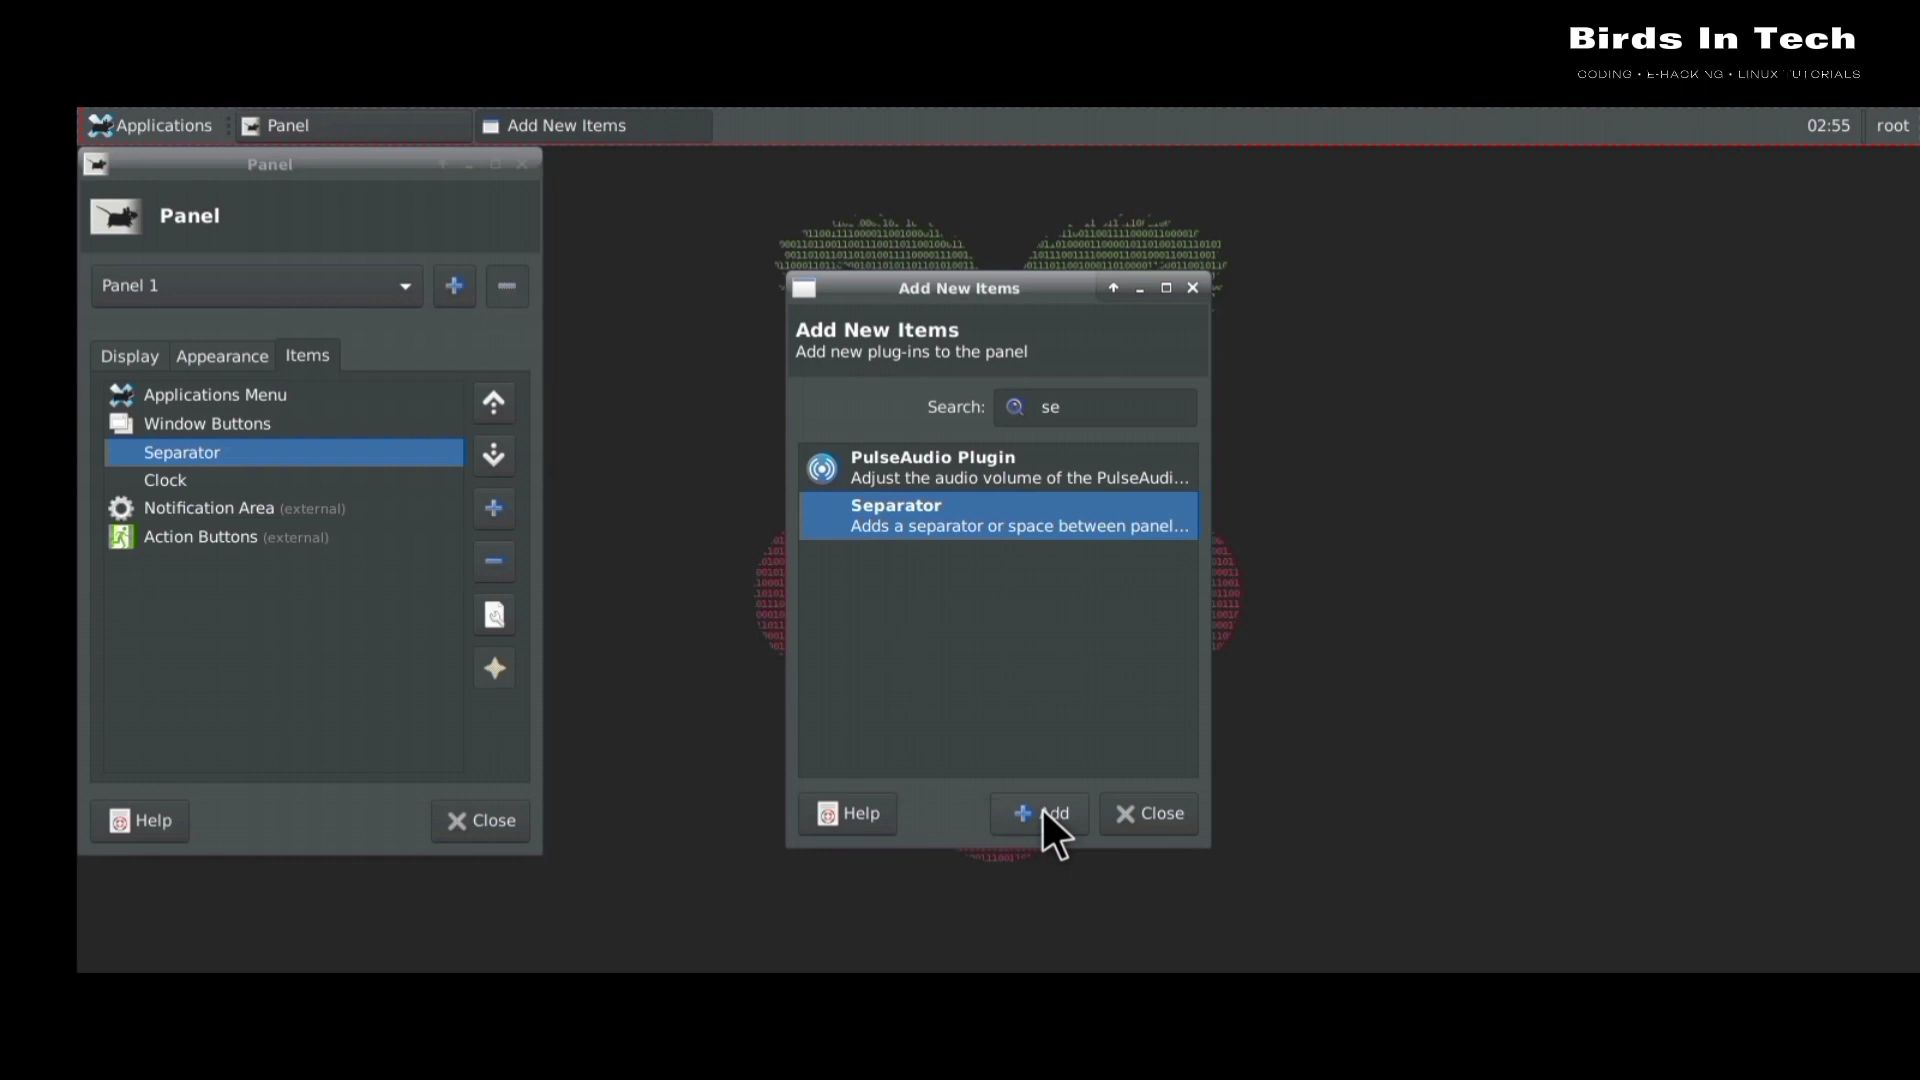 Birds In Tech
CODING • E-HACKING • LINUX TUTORIALS
Applications
Panel
Add New Items
02:55
root
Panel
Panel
Panel 1
Display
Appearance
Items
Applications Menu
Window Buttons
Separator
Clock
Notification Area (external)
Action Buttons (external)
Help
Close
Add New Items
Add New Items
Add new plug-ins to the panel
Search:
se
PulseAudio Plugin
Adjust the audio volume of the PulseAudi...
Separator
Adds a separator or space between panel...
Help
Add
Close